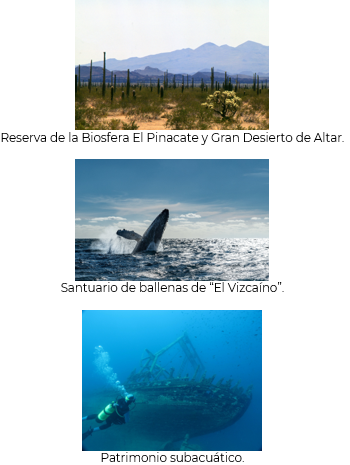 Reserva de la Biosfera El Pinacate y Gran Desierto de Altar.
Santuario de ballenas de “El Vizcaíno”.
Patrimonio subacuático.